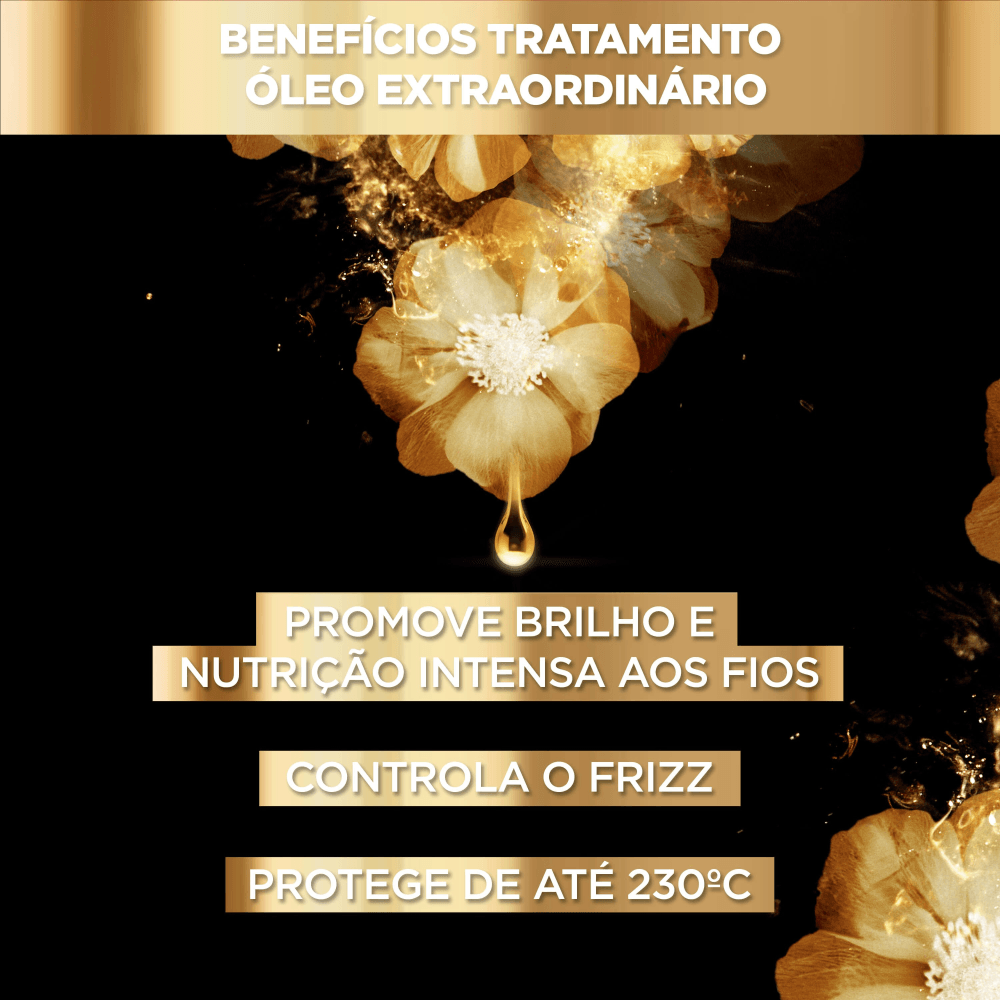 BENEFÍCIOS TRATAMENTO
ÓLEO EXTRAORDINÁRIO
PROMOVE BRILHO E
NUTRIÇÃO INTENSA AOS FIOS
CONTROLA O FRIZZ
PROTEGE DE ATÉ 230ºC